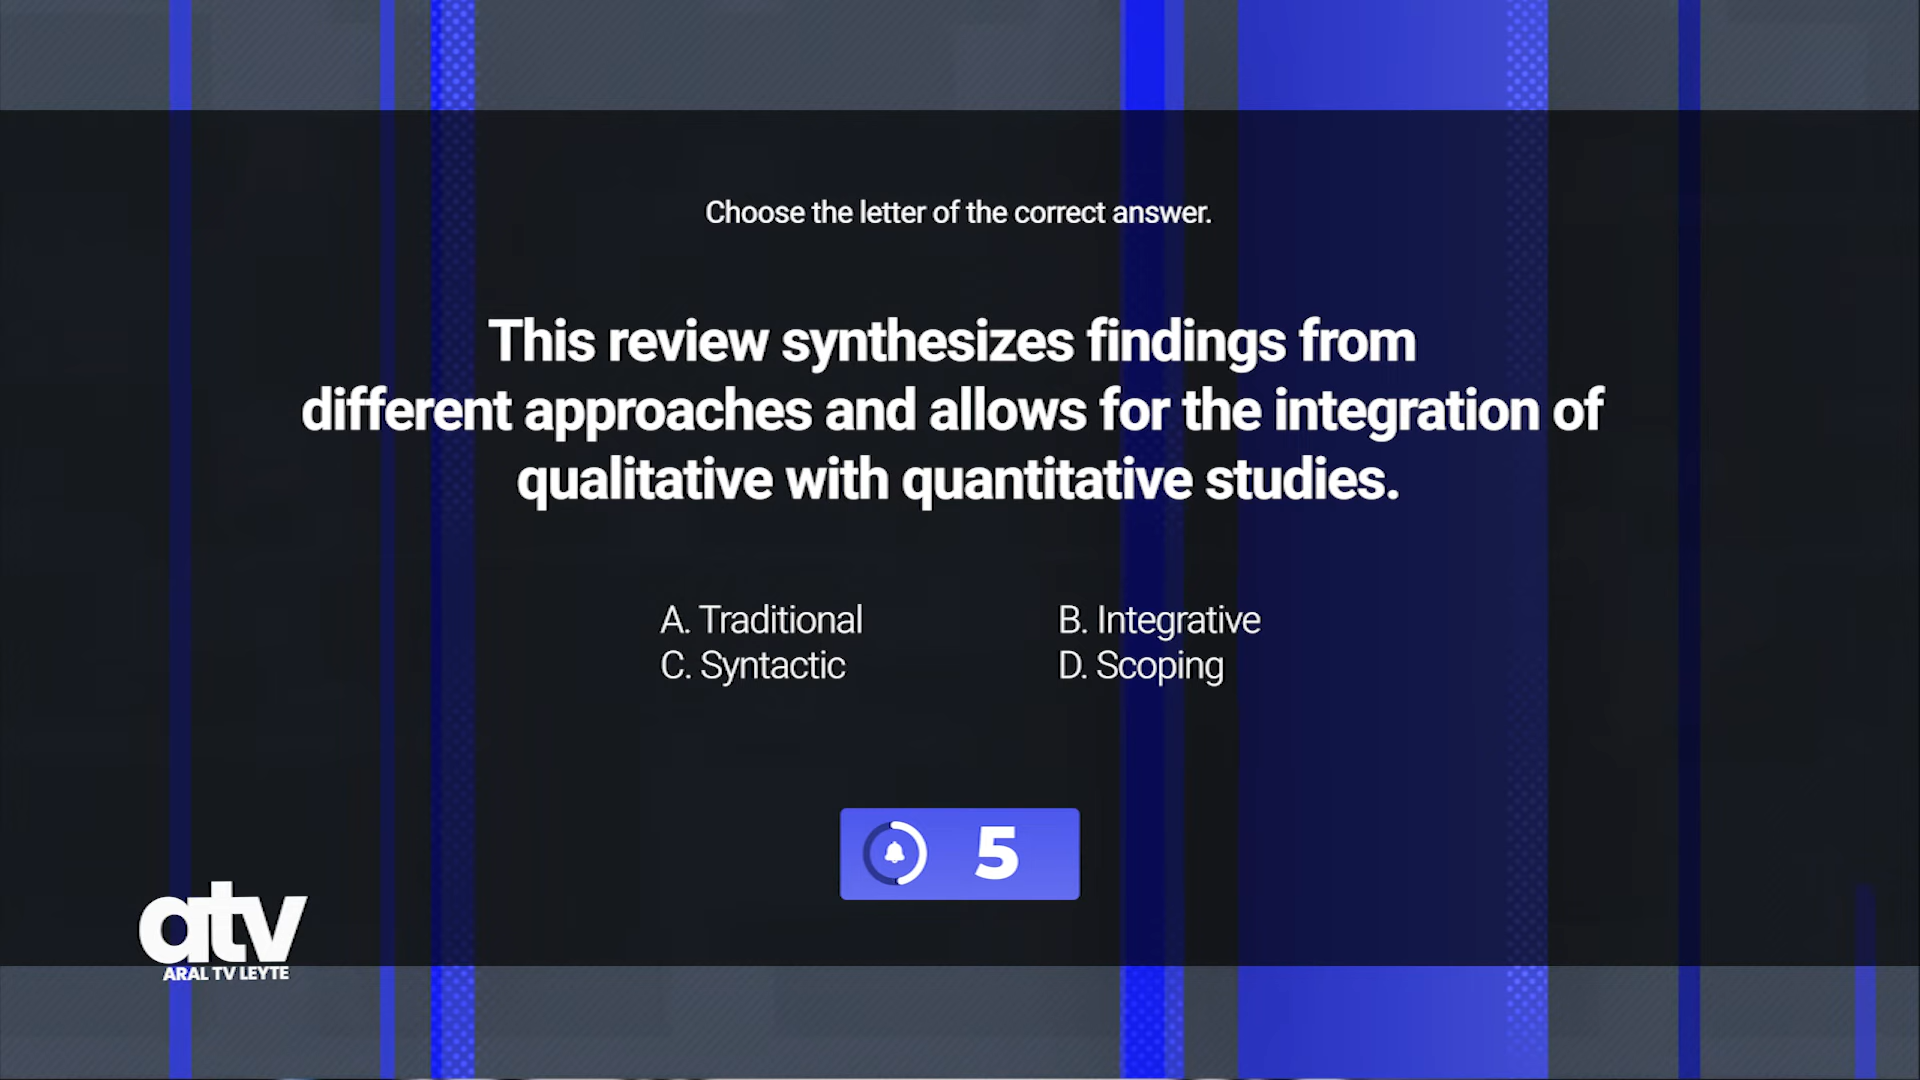 Choose the letter of the correct answer.
This review synthesizes findings from
different approaches and allows for the integration of
qualitative with quantitative studies.
A. Traditional
B. Integrative
C. Syntactic
D. Scoping
5
atv
ARAL TV LEYTE